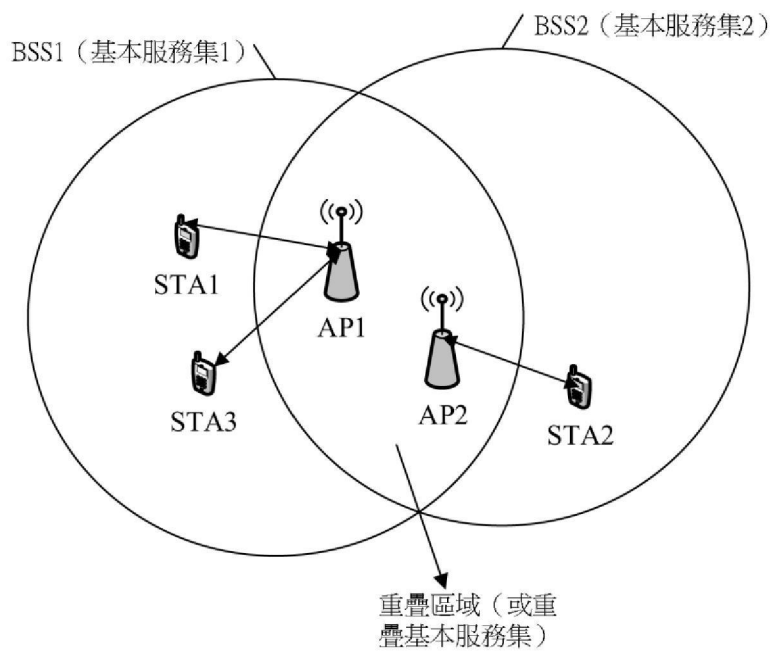 BSS1（基本服務集1）
BSS2（基本服務集2）
STA1
AP1
STA3
AP2
STA2
重疊區域（或重
疊基本服務集）